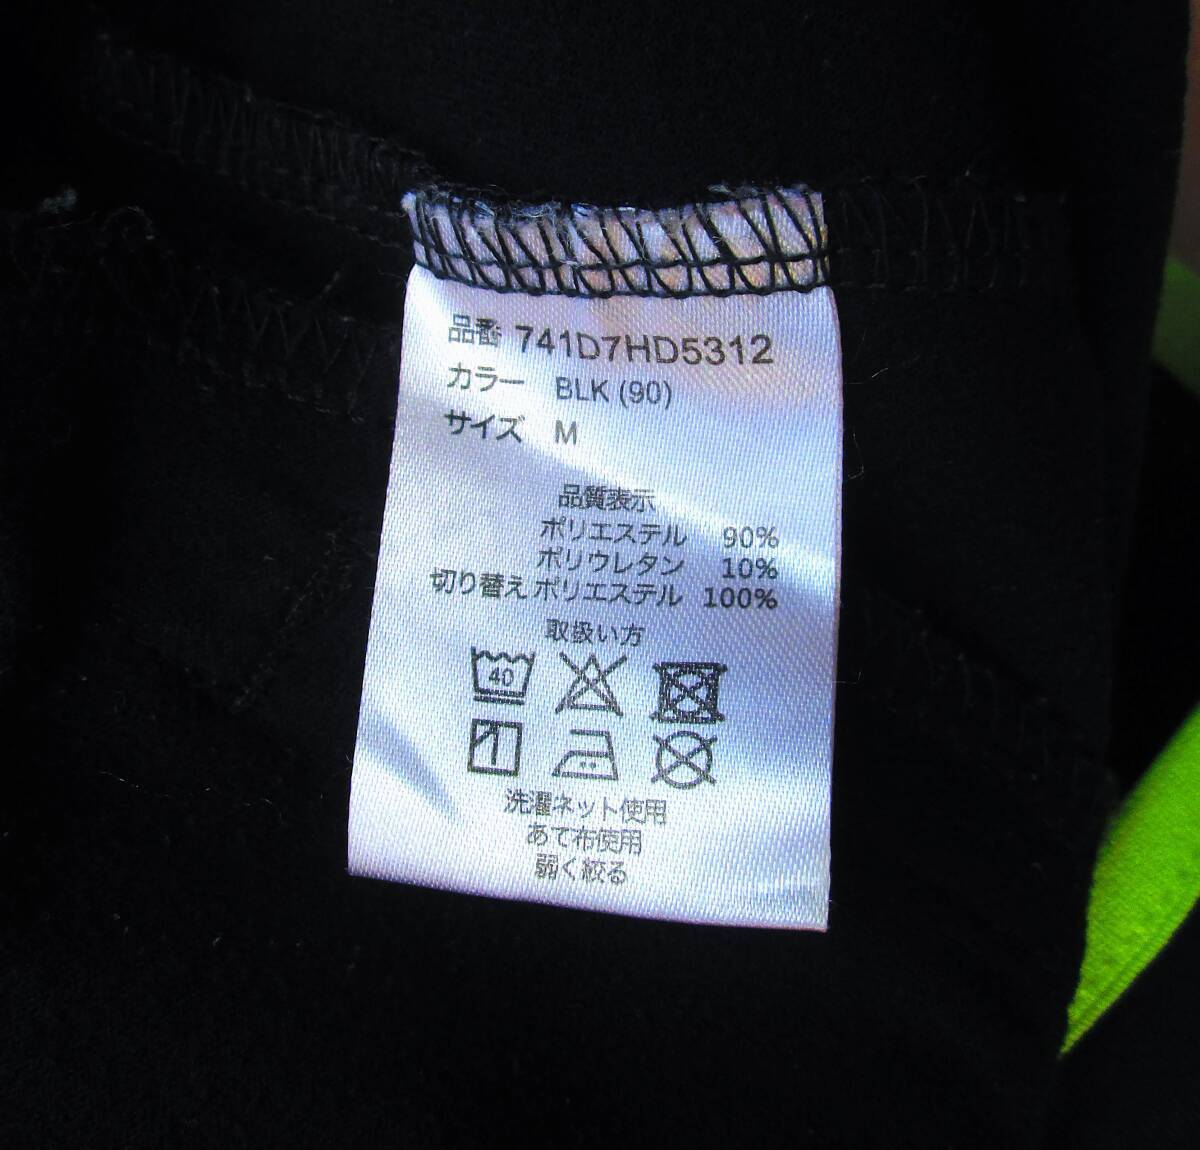 品番 741D7HD5312
カラー BLK (90)
サイズ M
品質表示
ポリエステル 90%
ポリウレタン 10%
切り替え ポリエステル 100%
取扱い方
40
洗濯ネット使用
あて布使用
弱く絞る